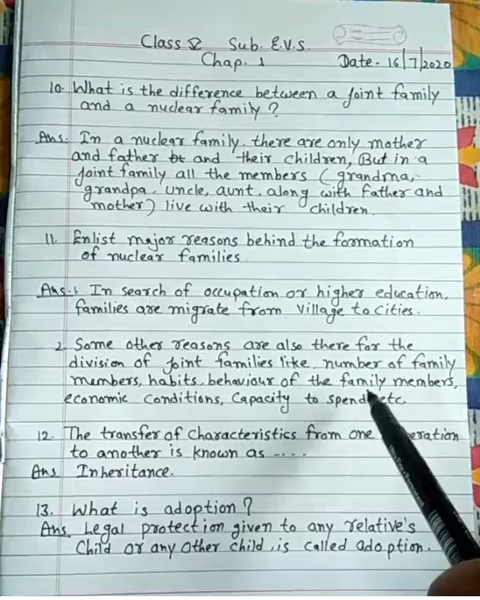 Class V Sub. E.V.S.
Chap. 1 Date- 16/7/2020
10. What is the difference between a joint family
and a nuclear family?
Ans. In a nuclear family, there are only mother
and father and their children, But in a
joint family all the members (grandma,
grandpa, uncle, aunt, along with father and
mother) live with their children.
11. Enlist major reasons behind the formation
of nuclear families.
Ans-1. In search of occupation or higher education,
families are migrate from village to cities.
2. Some other reasons are also there for the
division of joint families like, number of family
members, habits, behaviour of the family members,
economic conditions, capacity to spend etc.
12. The transfer of characteristics from one
to another is known as ....
Ans Inheritance.
13. What is adoption?
Ans. Legal protection given to any relative's
child or any other child, is called adoption.